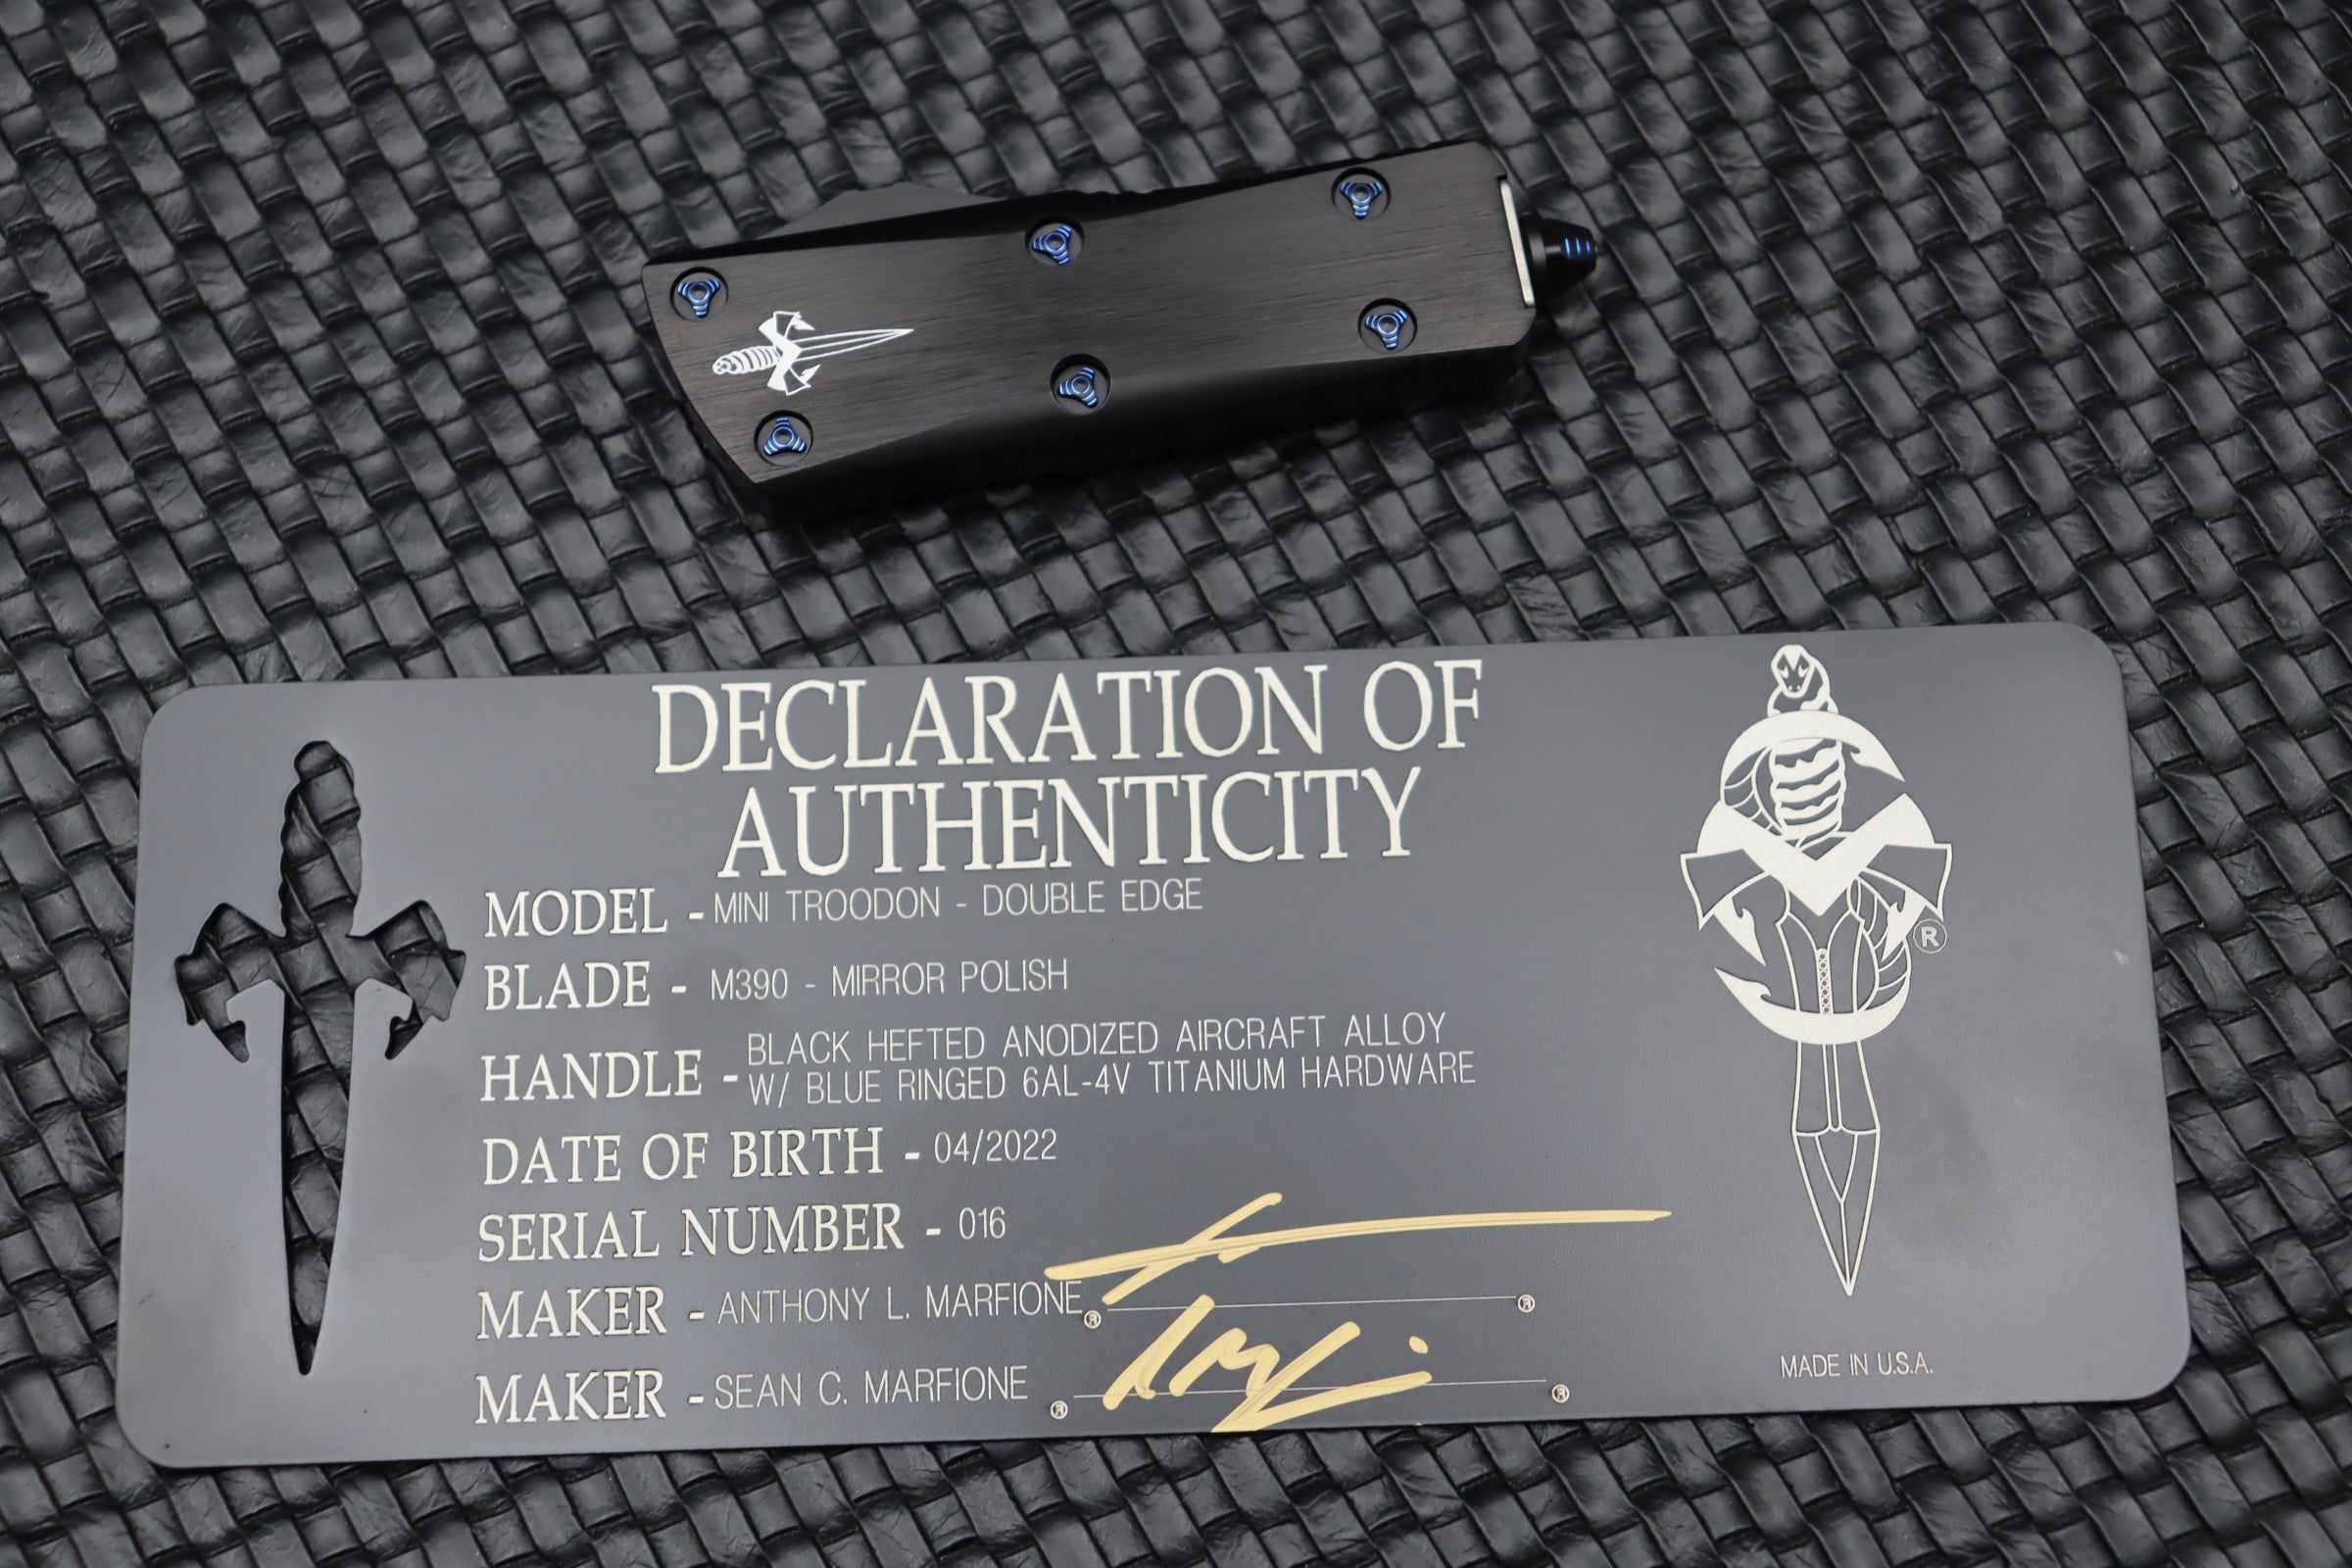 DECLARATION OF
AUTHENTICITY
MODEL - MINI TROODON - DOUBLE EDGE
BLADE - M390 - MIRROR POLISH
HANDLE - BLACK HEFTED ANODIZED AIRCRAFT ALLOY
W/ BLUE RINGED 6AL-4V TITANIUM HARDWARE
DATE OF BIRTH - 04/2022
SERIAL NUMBER - 016
MAKER - ANTHONY L. MARFIONE ® ®
MAKER - SEAN C. MARFIONE ® ®
®
MADE IN U.S.A.